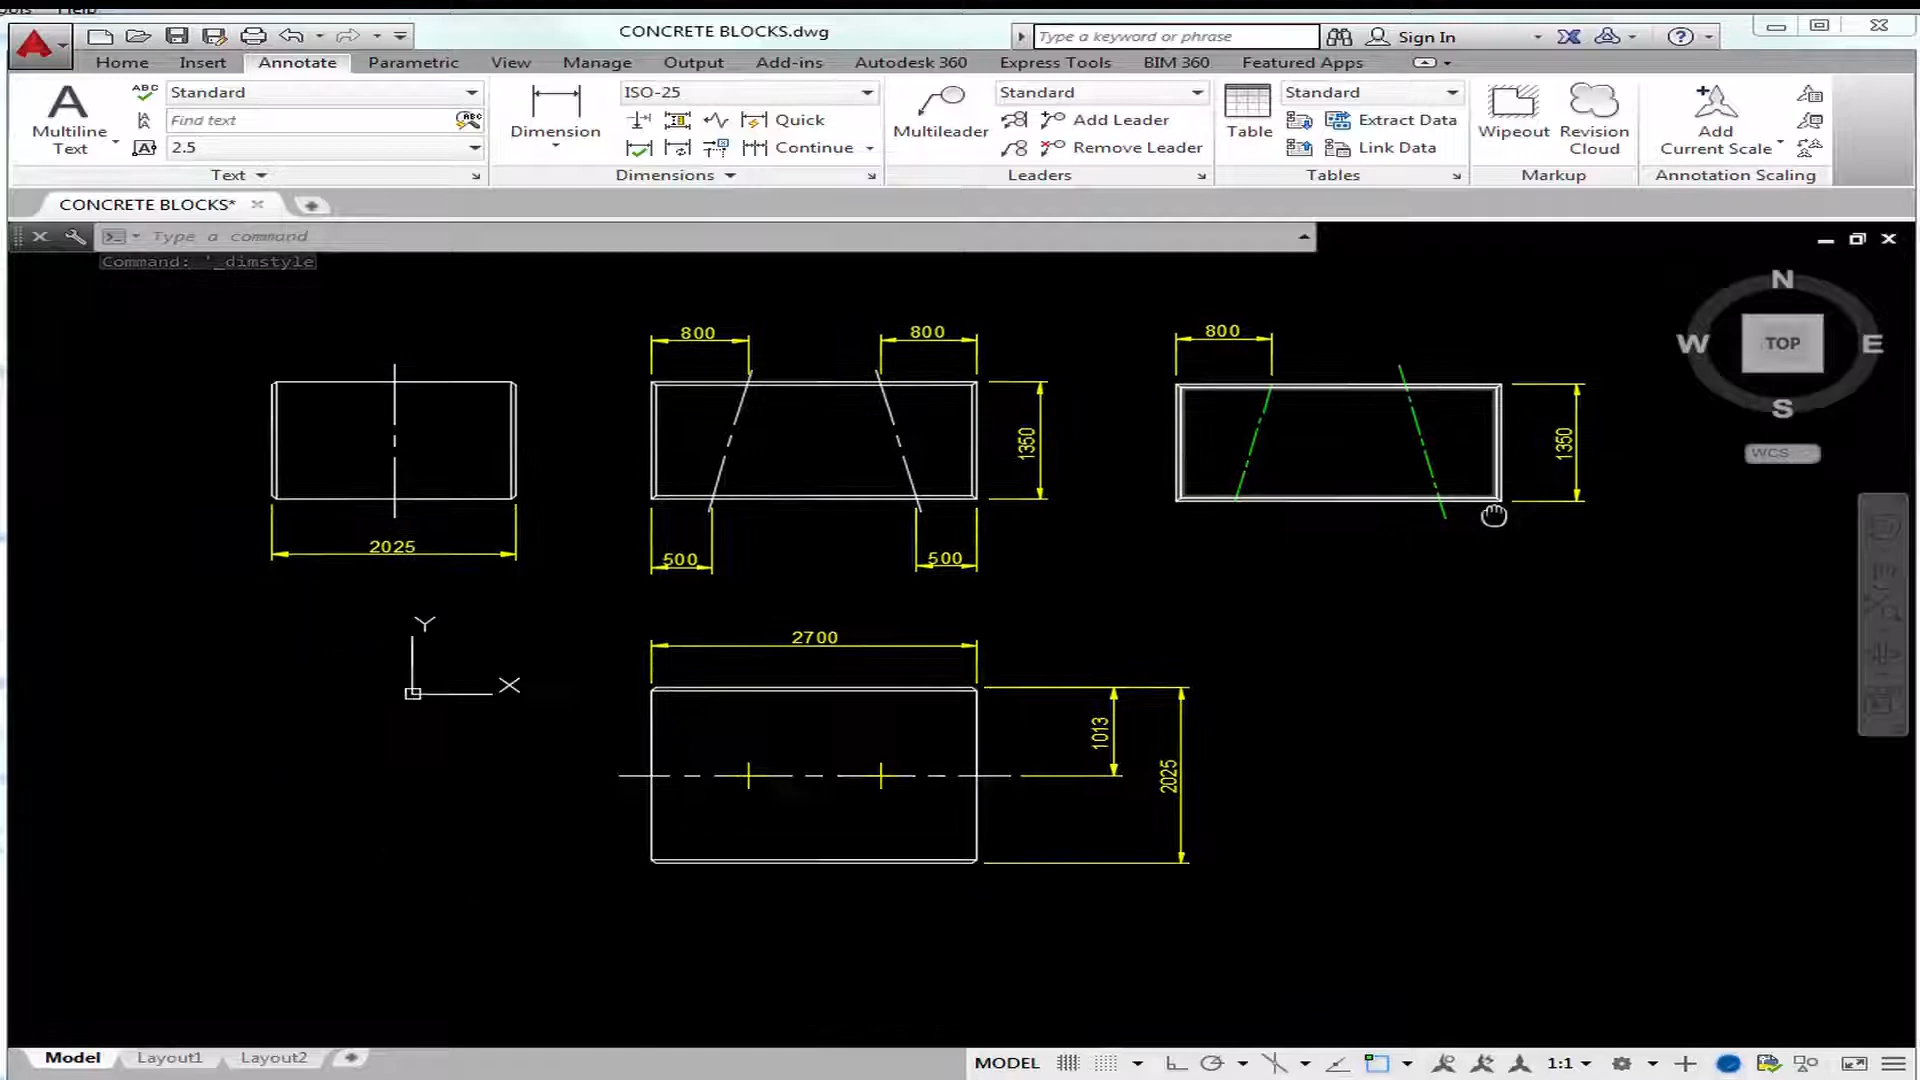 Help
CONCRETE BLOCKS.dwg
Type a keyword or phrase
Sign In
Home Insert Annotate Parametric View Manage Output Add-ins Autodesk 360 Express Tools BIM 360 Featured Apps
A ABC Standard ISO-25 Standard Standard
Find text ABC Quick Add Leader Extract Data
Multiline Text Dimension Multileader Table Wipeout Revision Cloud Add Current Scale
A 2.5 Continue Remove Leader Link Data
Text Dimensions Leaders Tables Markup Annotation Scaling
CONCRETE BLOCKS*
Type a command
Command: '_dimstyle
N
W TOP E
S
WCS
800 800 800
1350 1350
2025 500 500
Y
X
2700
1013
2025
Model Layout1 Layout2
MODEL 1:1